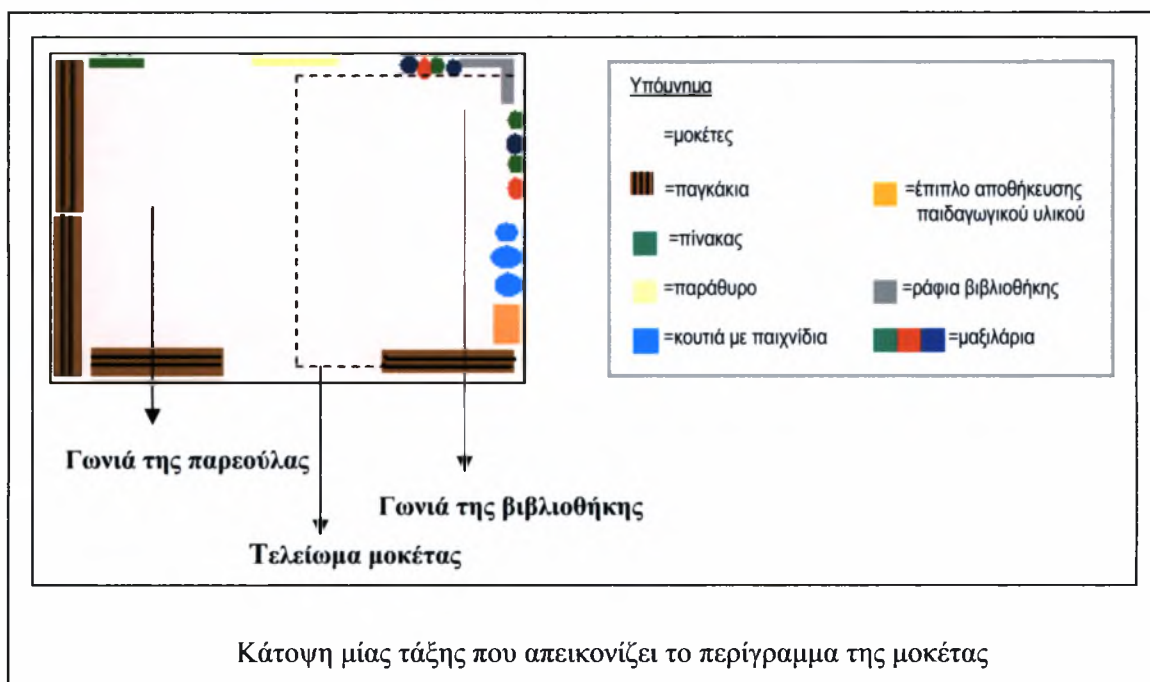 Υπόμνημα
=μοκέτες
=παγκάκια
=έπιπλο αποθήκευσης
παιδαγωγικού υλικού
=πίνακας
=παράθυρο
=ράφια βιβλιοθήκης
=κουτιά με παιχνίδια
=μαξιλάρια
Γωνιά της παρεούλας
Γωνιά της βιβλιοθήκης
Τελείωμα μοκέτας
Κάτοψη μίας τάξης που απεικονίζει το περίγραμμα της μοκέτας